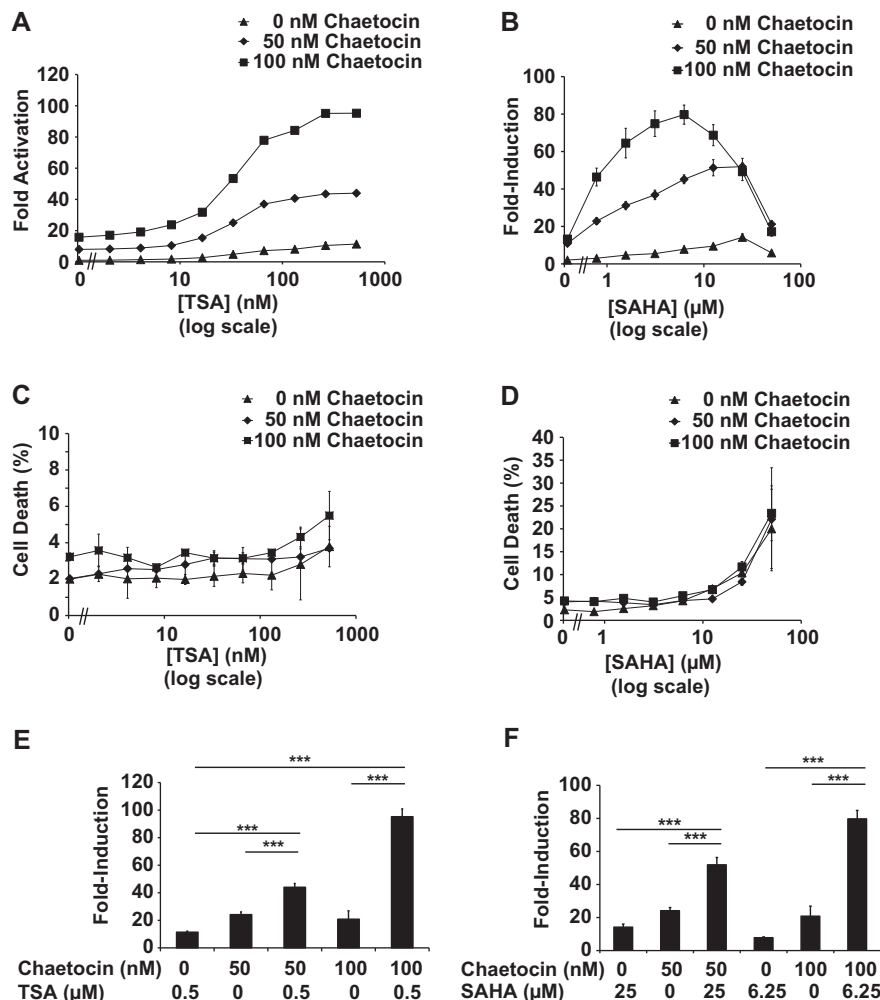 A
0 nM Chaetocin
50 nM Chaetocin
100 nM Chaetocin
Fold Activation
120
100
80
60
40
20
0
0
10
100
1000
[TSA] (nM)
(log scale)
B
0 nM Chaetocin
50 nM Chaetocin
100 nM Chaetocin
Fold-Induction
100
80
60
40
20
0
0
1
10
100
[SAHA] (µM)
(log scale)
C
0 nM Chaetocin
50 nM Chaetocin
100 nM Chaetocin
Cell Death (%)
10
8
6
4
2
0
0
10
100
1000
[TSA] (nM)
(log scale)
D
0 nM Chaetocin
50 nM Chaetocin
100 nM Chaetocin
Cell Death (%)
40
35
30
25
20
15
10
5
0
0
1
10
100
[SAHA] (µM)
(log scale)
E
Fold-Induction
120
100
80
60
40
20
0
***
***
***
***
Chaetocin (nM) 0 50 50 100 100
TSA (µM) 0.5 0 0.5 0 0.5
F
Fold-Induction
100
80
60
40
20
0
***
***
***
***
Chaetocin (nM) 0 50 50 0 100 100
SAHA (µM) 25 0 25 6.25 0 6.25